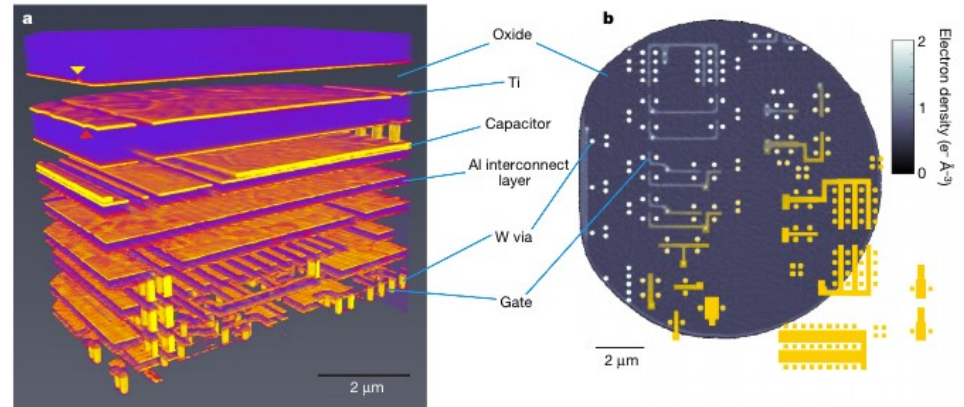 a
Oxide
Ti
Capacitor
Al interconnect
layer
W via
Gate
2 μm
b
2 μm
2
1
0
Electron density (e⁻ Å⁻³)